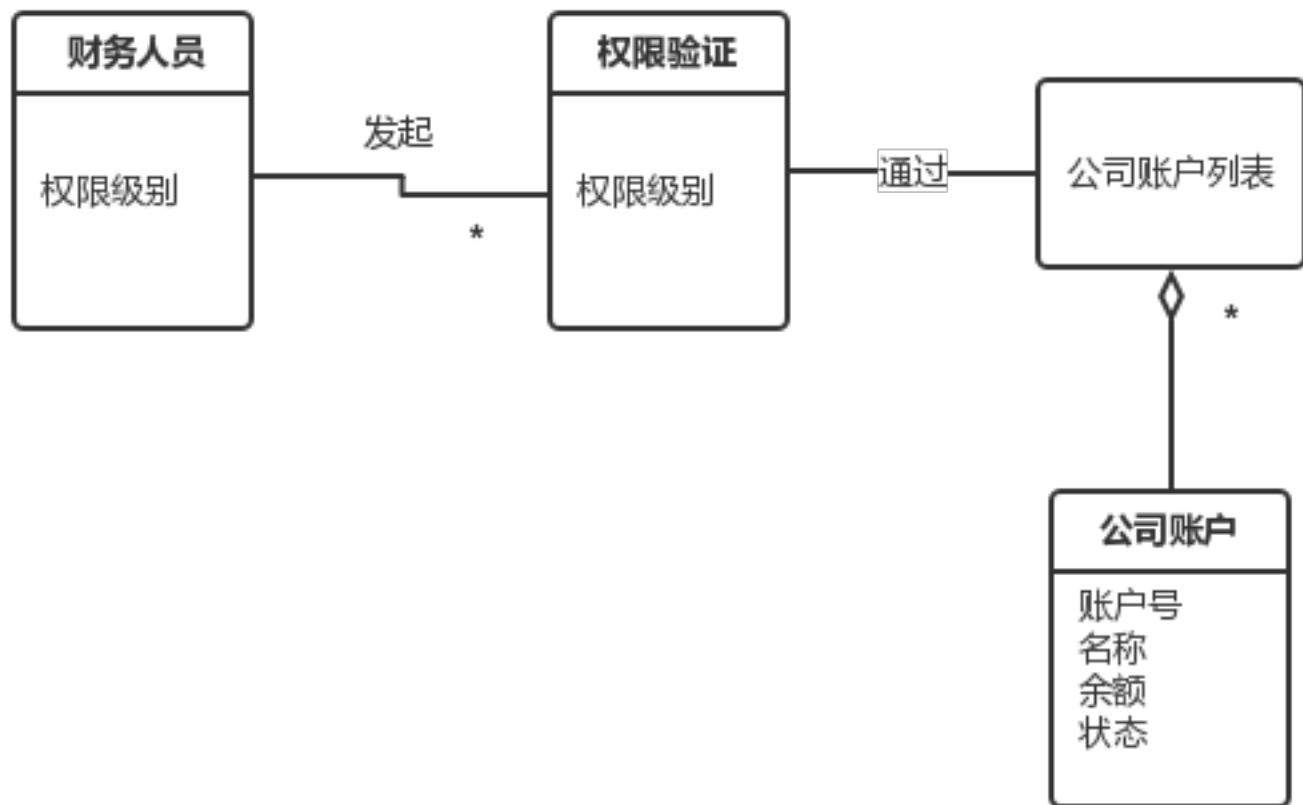 财务人员
权限级别
发起
*
权限验证
权限级别
通过
公司账户列表
*
公司账户
账户号
名称
余额
状态